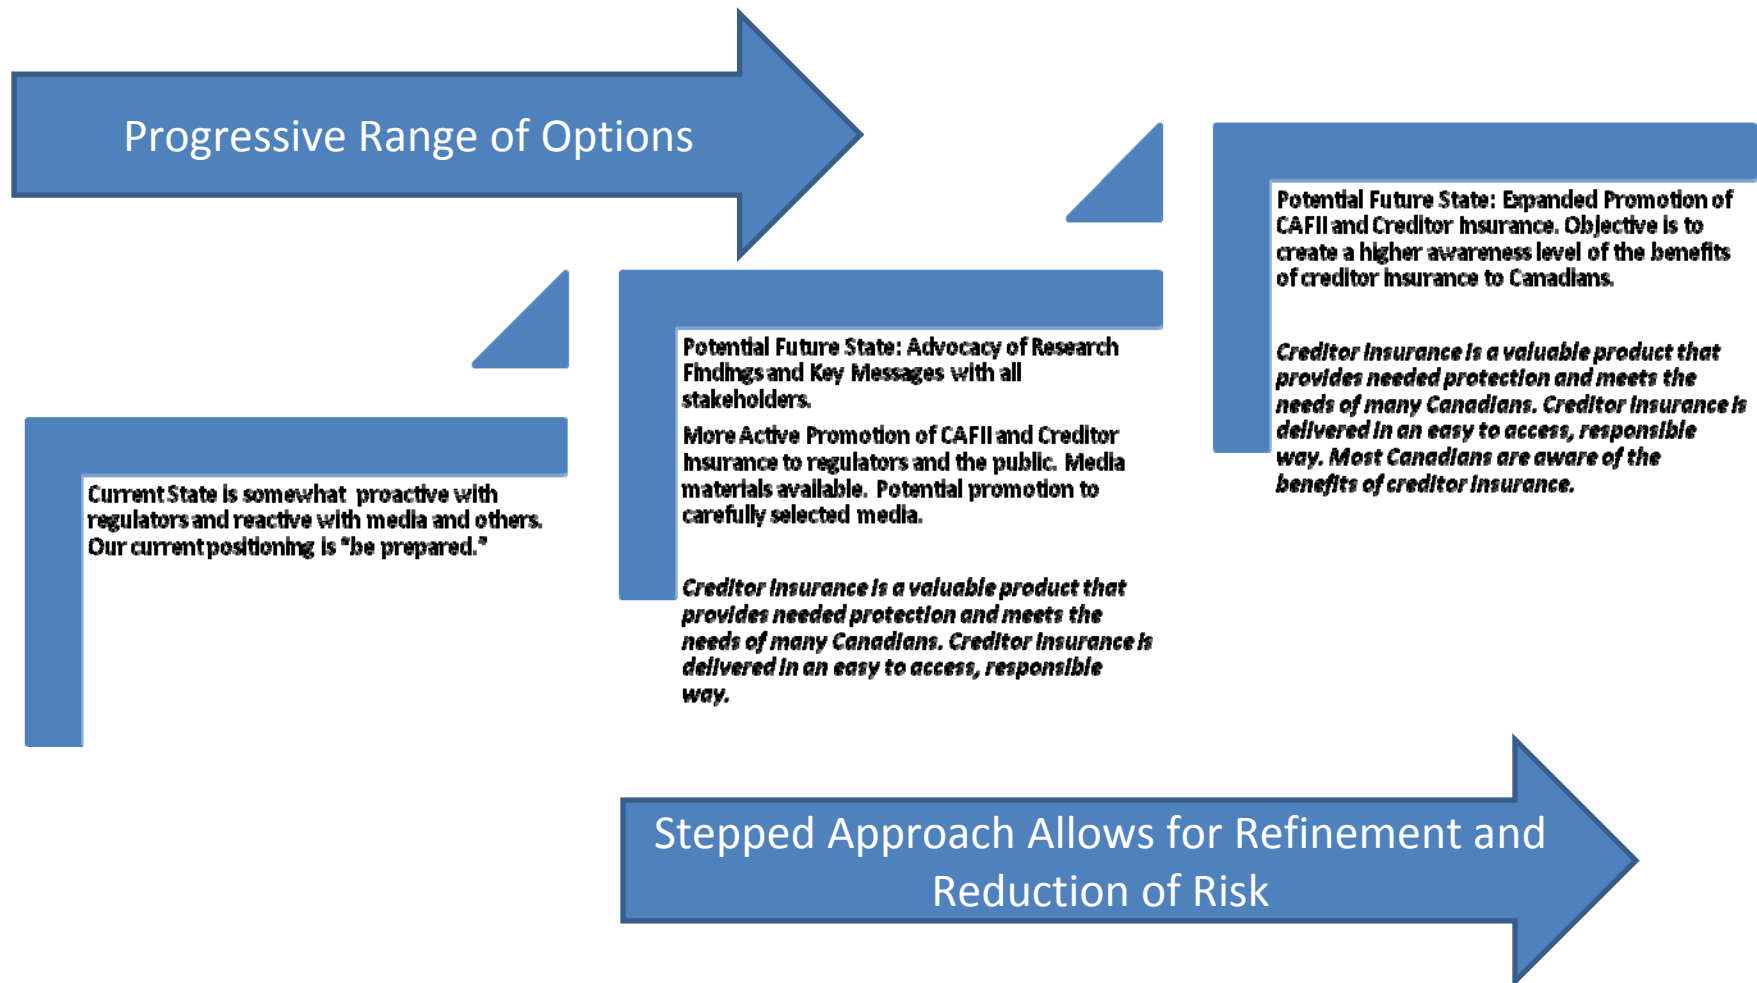 Progressive Range of Options
Current State is somewhat proactive with
regulators and reactive with media and others.
Our current positioning is "be prepared."
Potential Future State: Advocacy of Research
Findings and Key Messages with all
stakeholders.
More Active Promotion of CAFII and Creditor
Insurance to regulators and the public. Media
materials available. Potential promotion to
carefully selected media.
Creditor Insurance is a valuable product that
provides needed protection and meets the
needs of many Canadians. Creditor Insurance is
delivered in an easy to access, responsible
way.
Potential Future State: Expanded Promotion of
CAFII and Creditor Insurance. Objective is to
create a higher awareness level of the benefits
of creditor insurance to Canadians.
Creditor Insurance is a valuable product that
provides needed protection and meets the
needs of many Canadians. Creditor Insurance is
delivered in an easy to access, responsible
way. Most Canadians are aware of the
benefits of creditor insurance.
Stepped Approach Allows for Refinement and
Reduction of Risk